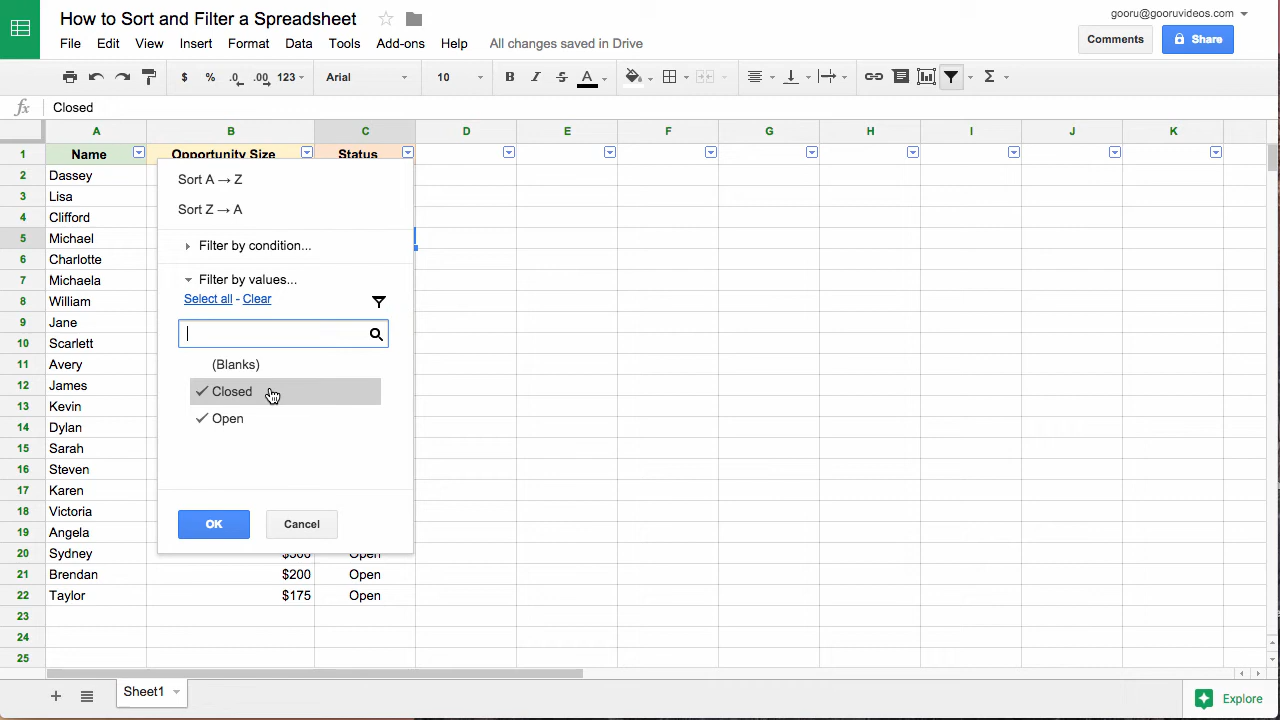 How to Sort and Filter a Spreadsheet
gooru@gooruvideos.com
File Edit View Insert Format Data Tools Add-ons Help All changes saved in Drive
Comments
Share
$ % .0 .00 123 Arial 10 B I S A Σ
fx Closed
A B C D E F G H I J K
1 Name Opportunity Size Status
2 Dassey
3 Lisa
4 Clifford
5 Michael
6 Charlotte
7 Michaela
8 William
9 Jane
10 Scarlett
11 Avery
12 James
13 Kevin
14 Dylan
15 Sarah
16 Steven
17 Karen
18 Victoria
19 Angela
20 Sydney $300 Open
21 Brendan $200 Open
22 Taylor $175 Open
23
24
25
Sort A → Z
Sort Z → A
Filter by condition...
Filter by values...
Select all - Clear
(Blanks)
Closed
Open
OK Cancel
Sheet1
Explore